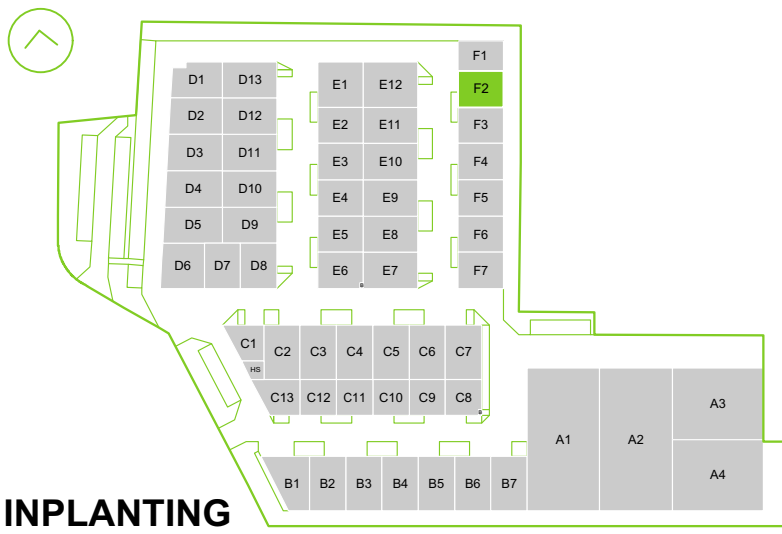 F1
D1 D13 E1 E12 F2
D2 D12 E2 E11 F3
D3 D11 E3 E10 F4
D4 D10 E4 E9 F5
D5 D9 E5 E8 F6
D6 D7 D8 E6 E7 F7
C1 C2 C3 C4 C5 C6 C7
HS
C13 C12 C11 C10 C9 C8
A3
A1 A2
A4
B1 B2 B3 B4 B5 B6 B7
INPLANTING